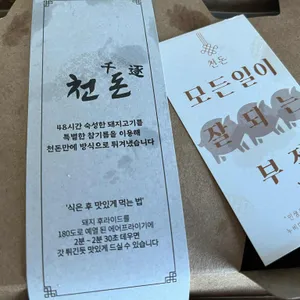 千逐
천돈
48시간 숙성한 돼지고기를
특별한 참기름을 이용해
천돈만에 방식으로 튀겨냈습니다
'식은 후 맛있게 먹는 법'
돼지 후라이드를
180도로 예열 된 에어프라이기에
2분 ~ 2분 30초 데우면
갓 튀긴듯 맛있게 드실 수 있습니다
천돈
모든일이
잘 되는
부적